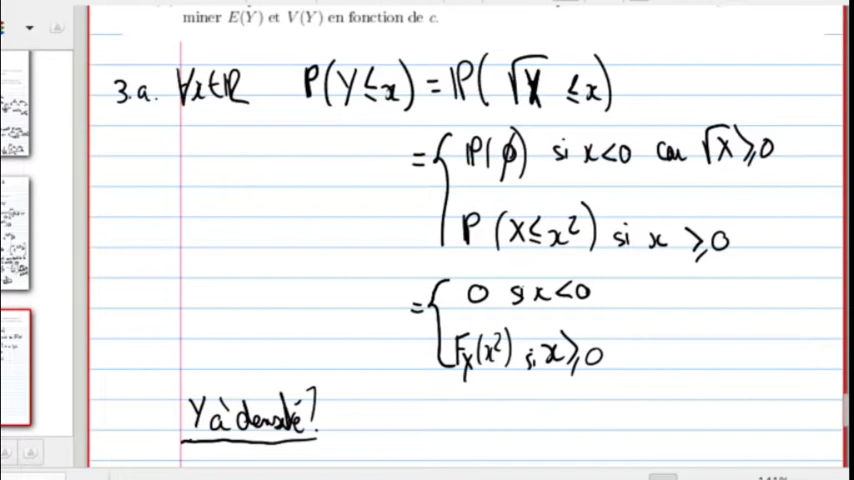 miner E(Y) et V(Y) en fonction de c.
3.a. ∀x∈ℝ P(Y≤x) = P(√X ≤x)
= { P(∅) si x<0 car √X ≥0
P(X≤x²) si x ≥0
= { 0 si x<0
F_X(x²) si x≥0
Y à densité?